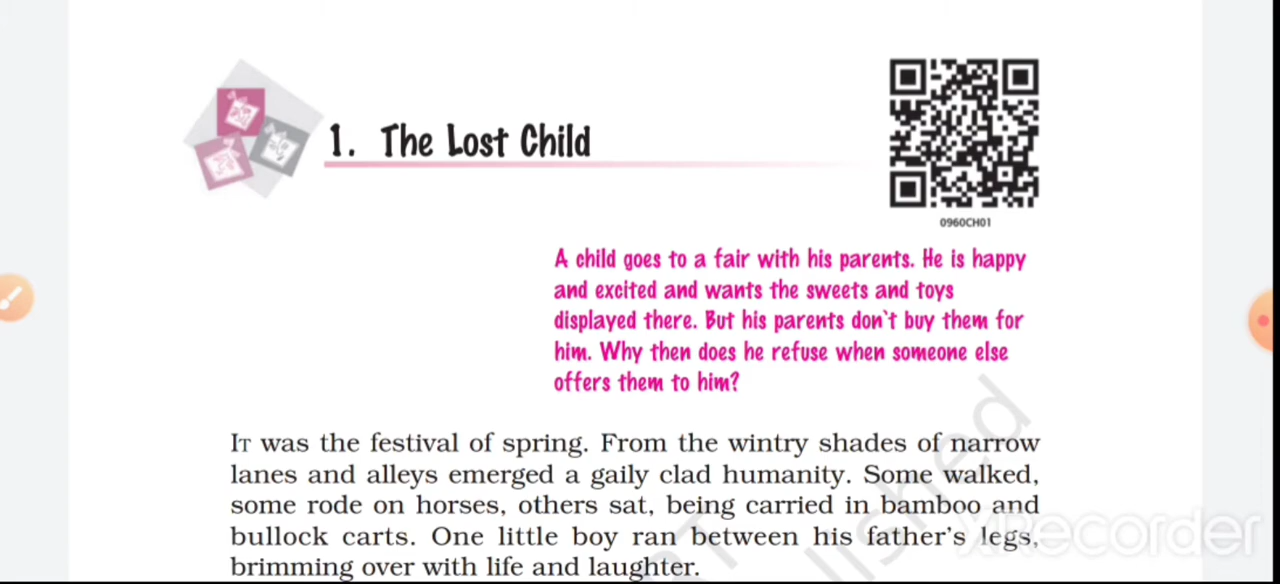 1. The Lost Child
0960CH01
A child goes to a fair with his parents. He is happy
and excited and wants the sweets and toys
displayed there. But his parents don't buy them for
him. Why then does he refuse when someone else
offers them to him?
IT was the festival of spring. From the wintry shades of narrow
lanes and alleys emerged a gaily clad humanity. Some walked,
some rode on horses, others sat, being carried in bamboo and
bullock carts. One little boy ran between his father's legs,
brimming over with life and laughter.
XRecorder